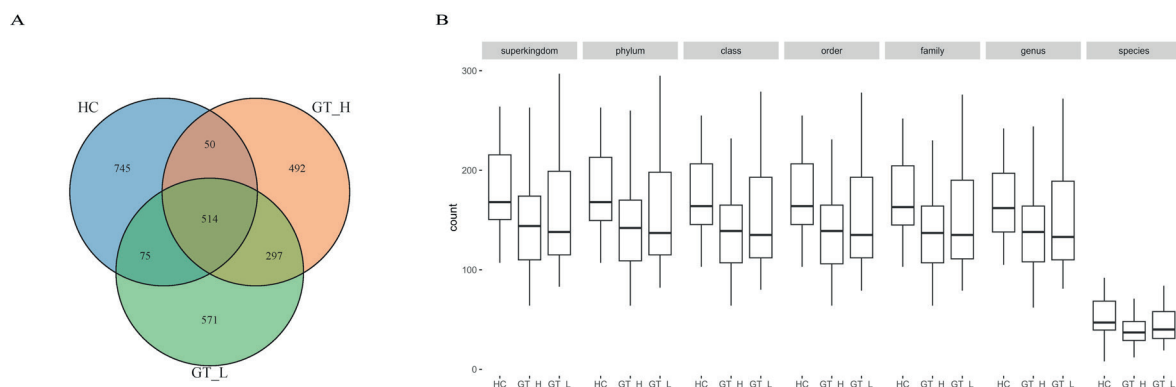 A
HC
GT_H
745
50
492
514
75
297
571
GT_L
B
superkingdom phylum class order family genus species
300
200
100
0
count
HC GT_H GT_L HC GT_H GT_L HC GT_H GT_L HC GT_H GT_L HC GT_H GT_L HC GT_H GT_L HC GT_H GT_L